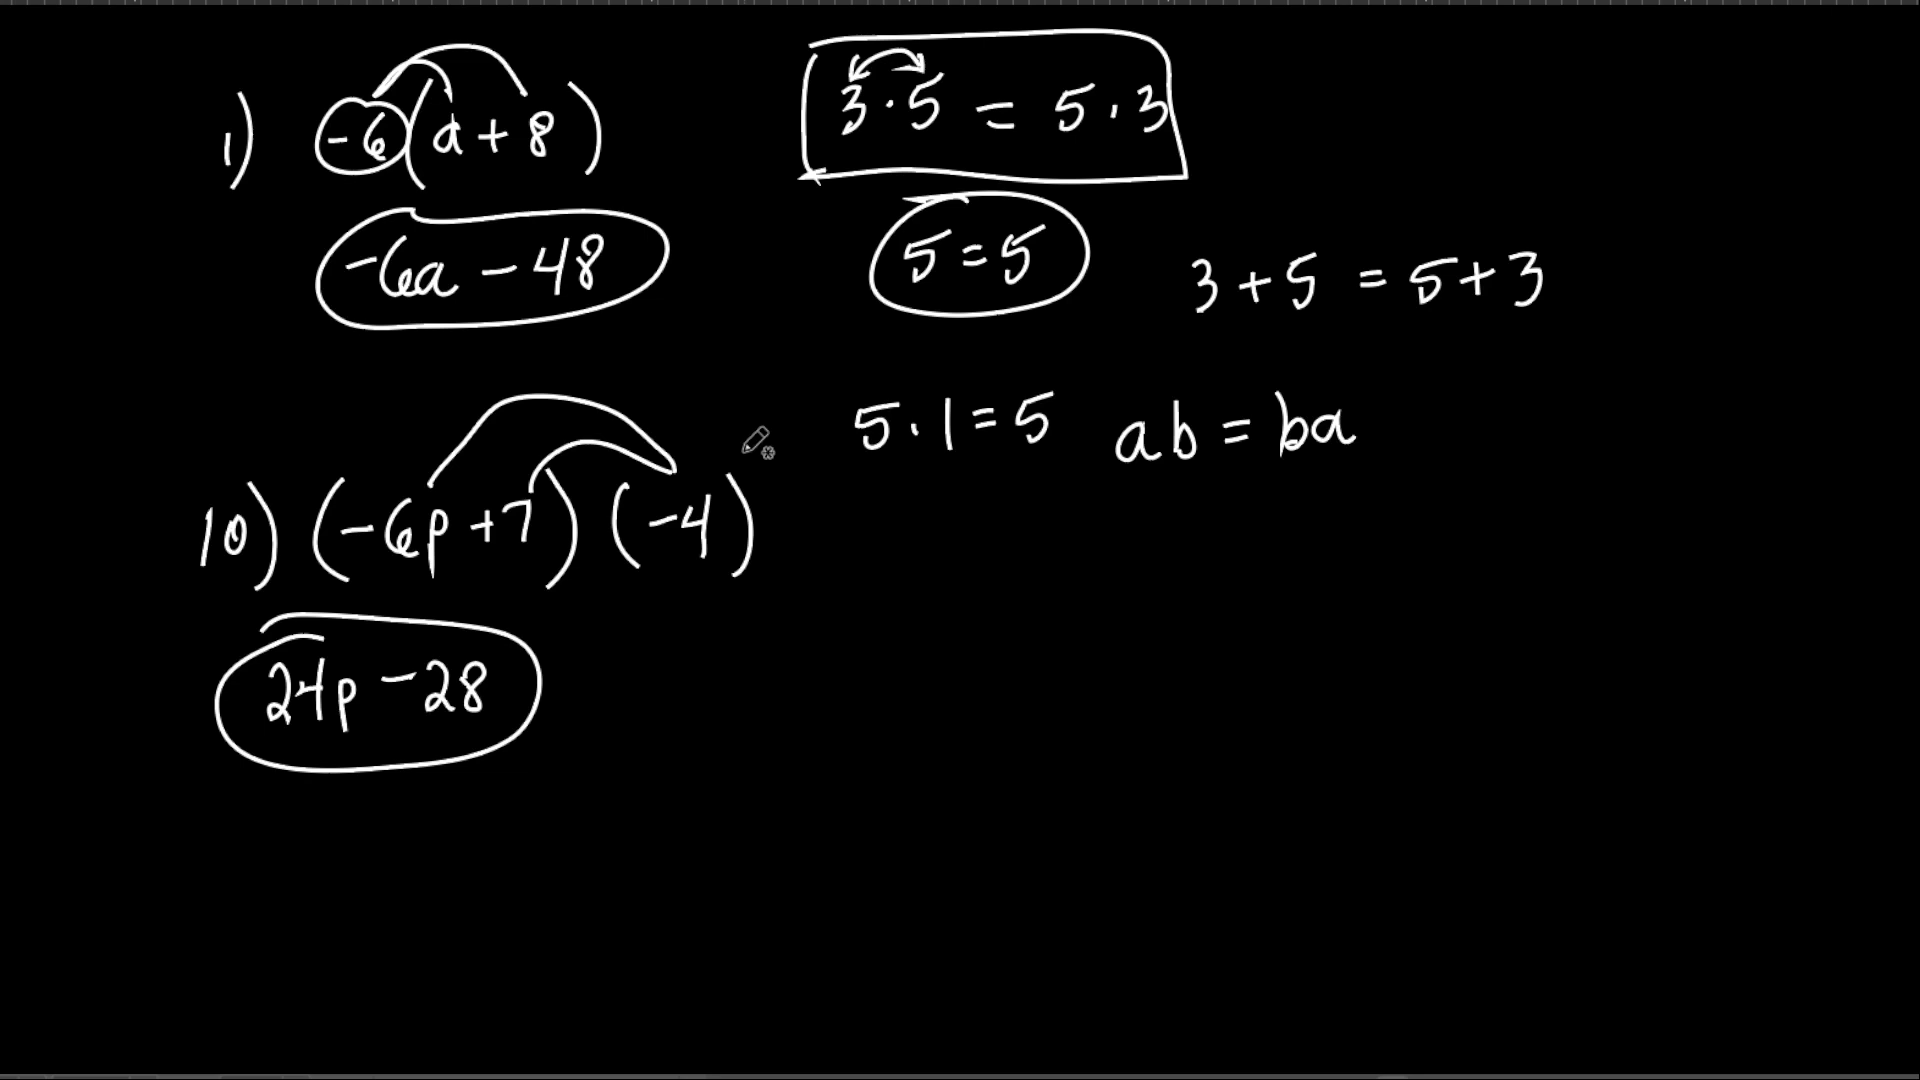 1) -6(a+8)
3·5 = 5·3
-6a - 48
5=5
3+5 = 5+3
5·1=5
ab=ba
10) (-6p+7)(-4)
24p-28